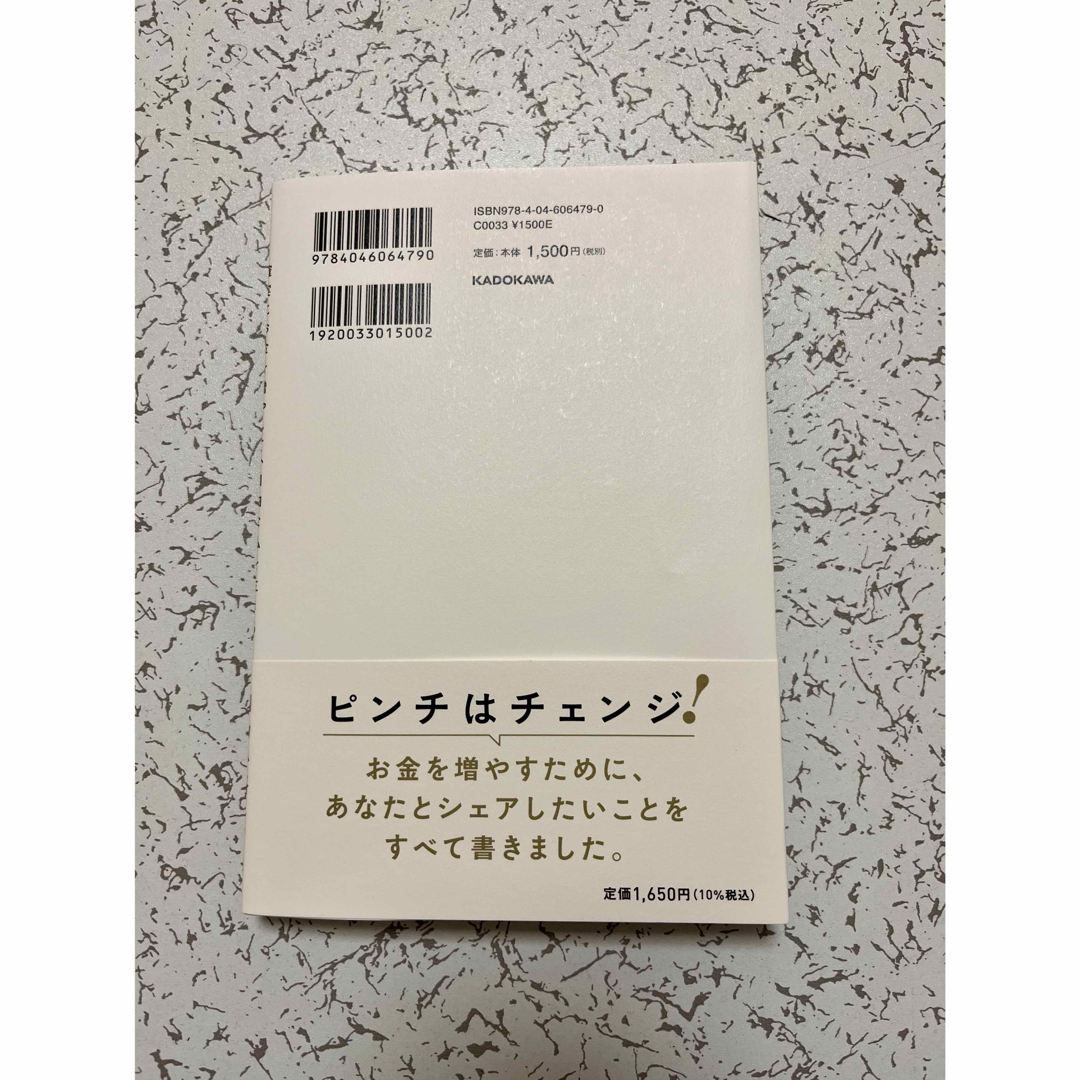 9784046064790
1920033015002
ISBN978-4-04-606479-0
C0033 ¥1500E
定価：本体 1,500円（税別）
KADOKAWA
ピンチはチェンジ！
お金を増やすために、
あなたとシェアしたいことを
すべて書きました。
定価1,650円（10％税込）